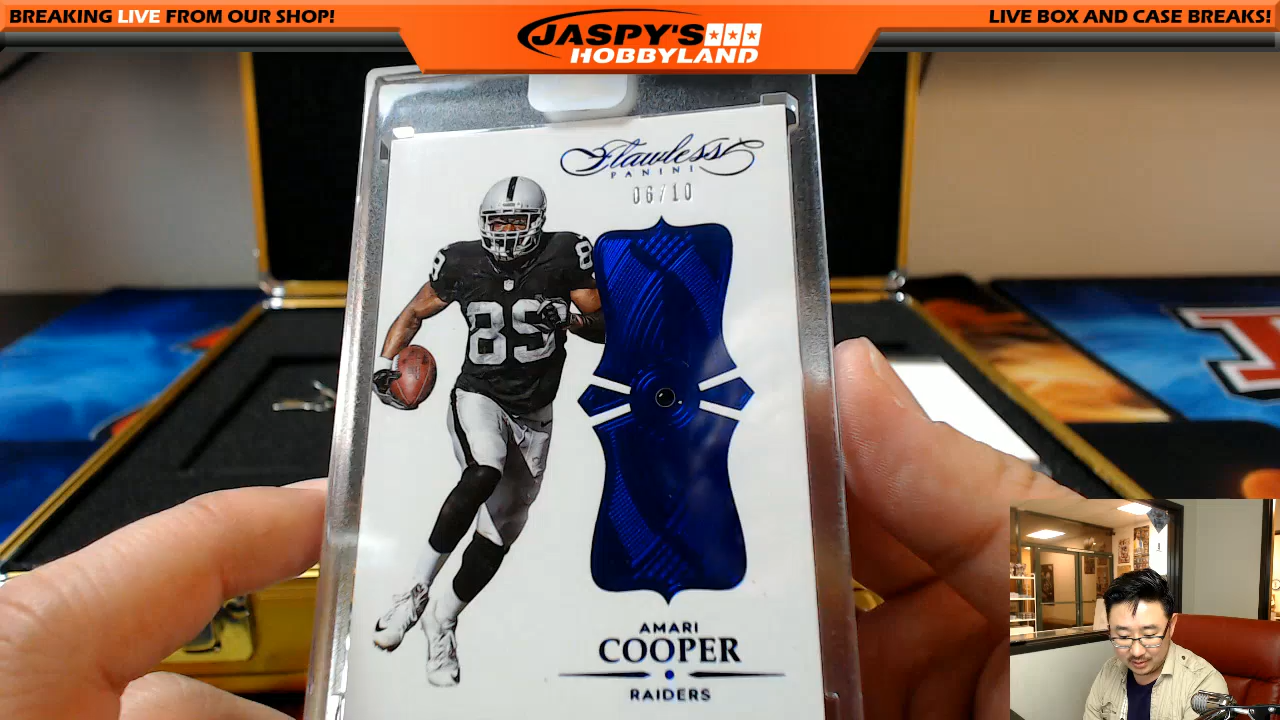 BREAKING LIVE FROM OUR SHOP!
JASPY'S
HOBBYLAND
LIVE BOX AND CASE BREAKS!
Flawless
PANINI
06/10
89
AMARI
COOPER
RAIDERS